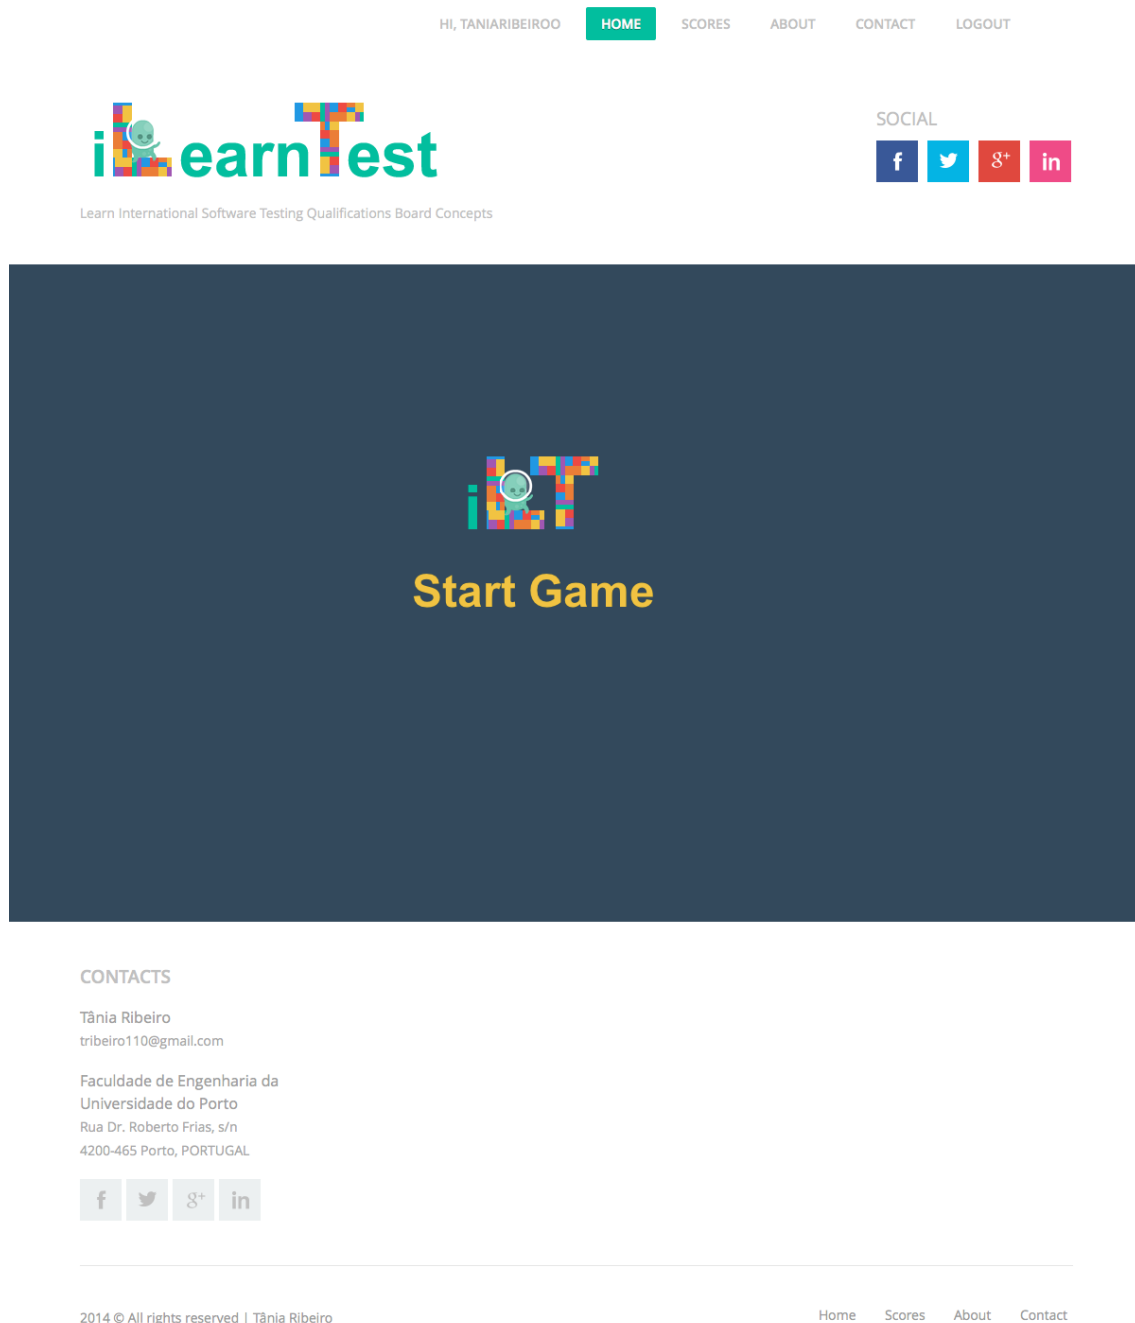 HI, TANIARIBEIROO HOME SCORES ABOUT CONTACT LOGOUT
iLearnTest
SOCIAL
f g+ in
Learn International Software Testing Qualifications Board Concepts
iLT
Start Game
CONTACTS
Tânia Ribeiro
tribeiro110@gmail.com
Faculdade de Engenharia da
Universidade do Porto
Rua Dr. Roberto Frias, s/n
4200-465 Porto, PORTUGAL
f g+ in
2014 © All rights reserved | Tânia Ribeiro
Home Scores About Contact